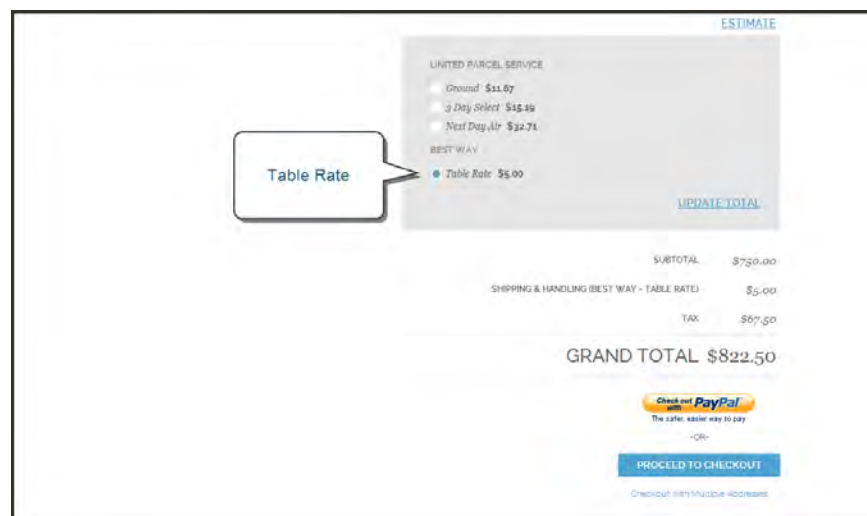 ESTIMATE
UNITED PARCEL SERVICE
Ground $11.67
3 Day Select $15.19
Next Day Air $32.71
BEST WAY
Table Rate
Table Rate $5.00
UPDATE TOTAL
SUBTOTAL $750.00
SHIPPING & HANDLING (BEST WAY - TABLE RATE) $5.00
TAX $67.50
GRAND TOTAL $822.50
Check out with PayPal
The safer, easier way to pay
-OR-
PROCEED TO CHECKOUT
Checkout with Multiple Addresses